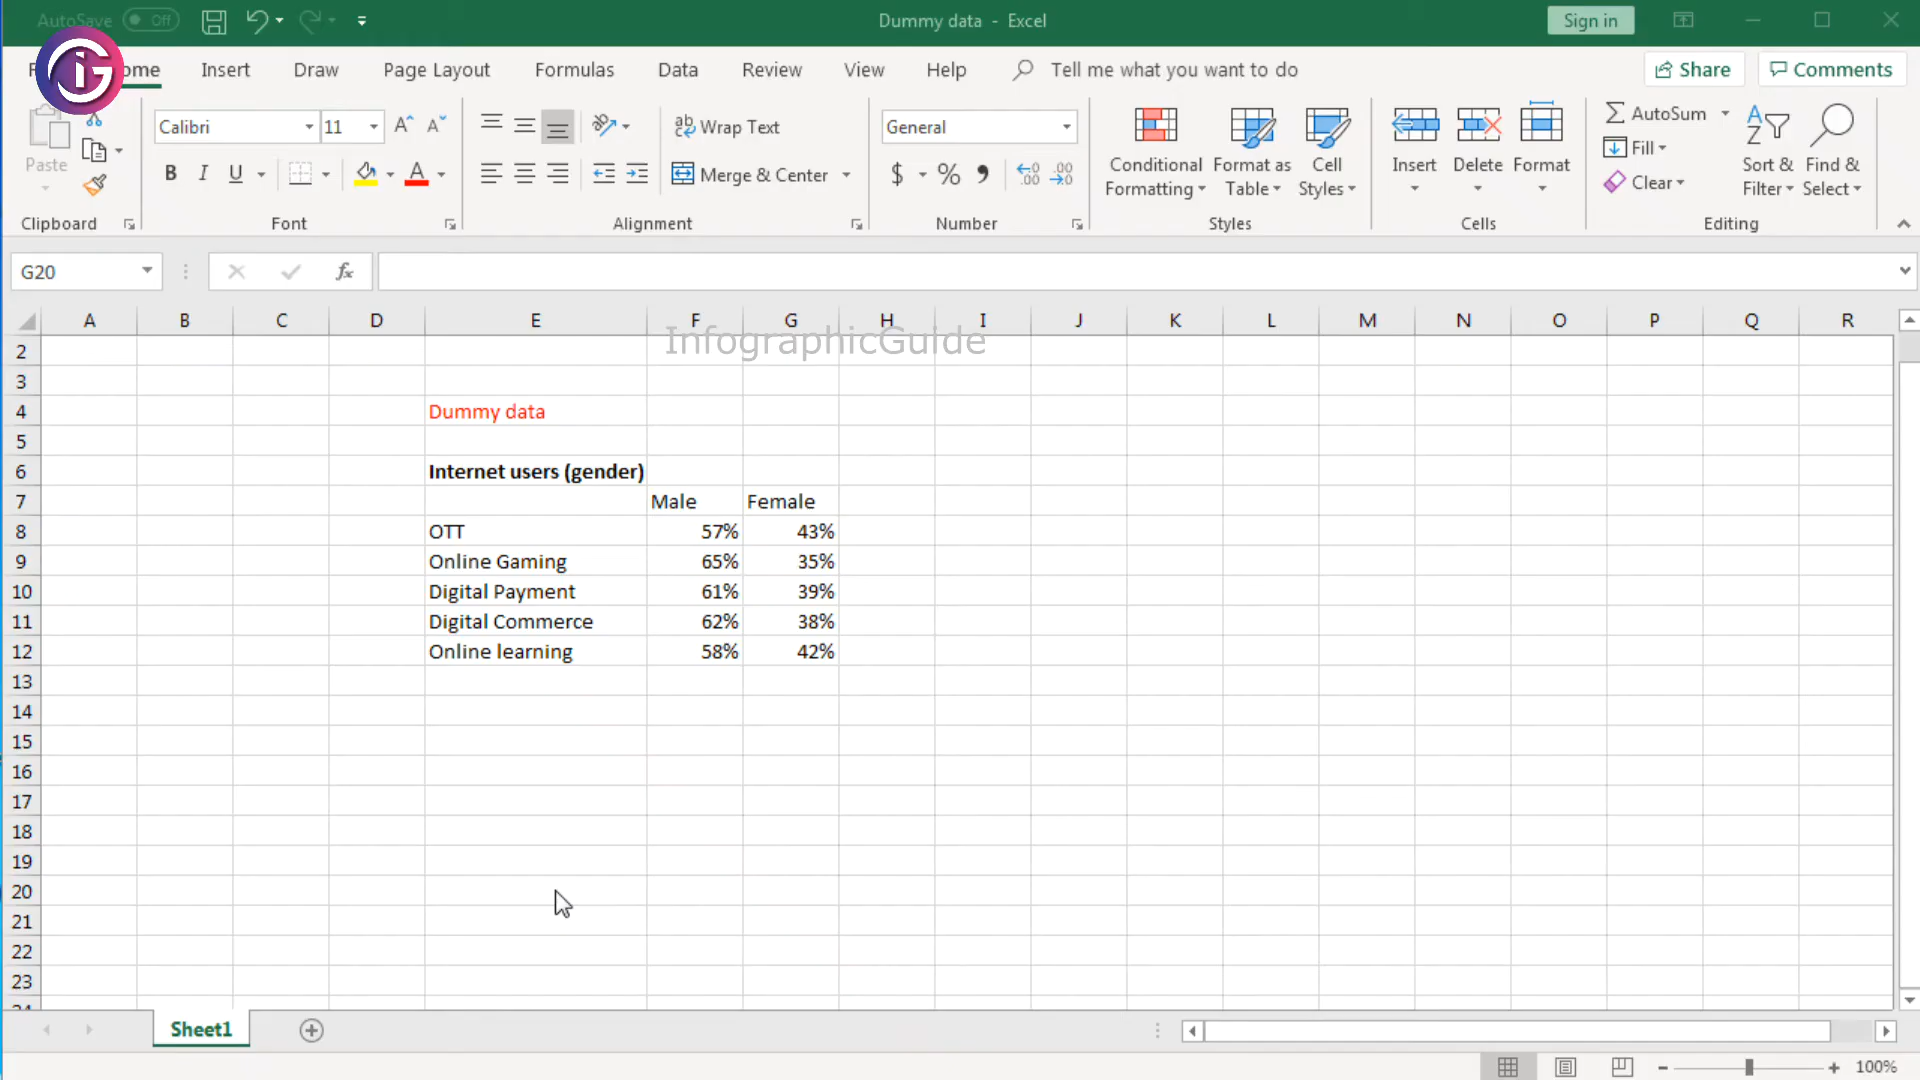 AutoSave Off
Dummy data - Excel
Sign in
iG
ome Insert Draw Page Layout Formulas Data Review View Help Tell me what you want to do Share Comments
Paste
Clipboard
Calibri 11
B I U
Font
Wrap Text
Merge & Center
Alignment
General
$ % ,
Number
Conditional Formatting
Format as Table
Cell Styles
Styles
Insert Delete Format
Cells
AutoSum
Fill
Clear
Sort & Filter
Find & Select
Editing
G20 fx
A B C D E F G H I J K L M N O P Q R
InfographicGuide
2
3
4 Dummy data
5
6 Internet users (gender)
7 Male Female
8 OTT 57% 43%
9 Online Gaming 65% 35%
10 Digital Payment 61% 39%
11 Digital Commerce 62% 38%
12 Online learning 58% 42%
13
14
15
16
17
18
19
20
21
22
23
Sheet1
100%